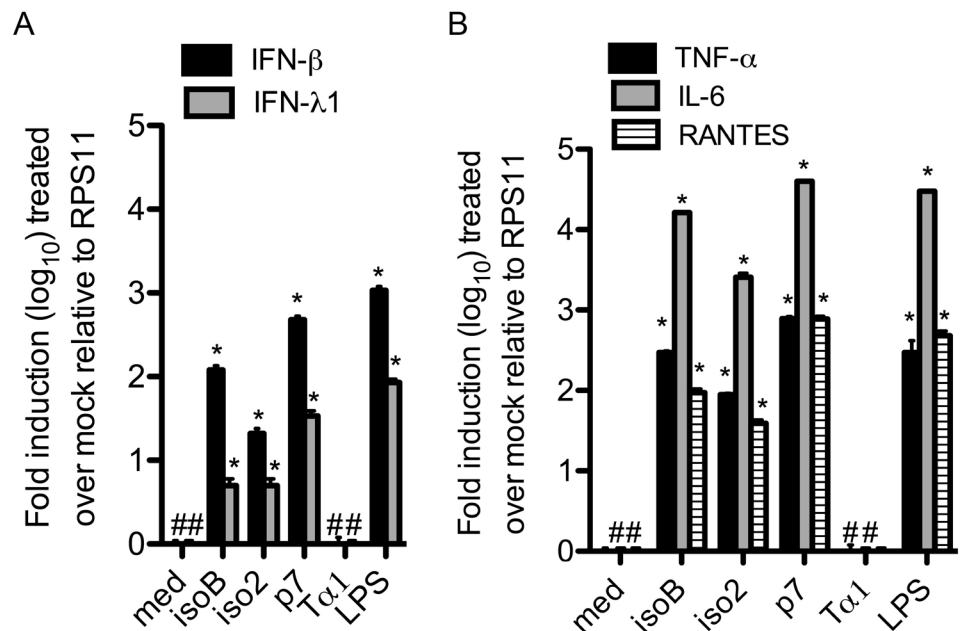 A
IFN-β
IFN-λ1
Fold induction (log10) treated
over mock relative to RPS11
5
4
3
2
1
0
* * * * * * * *
## ##
med isoB iso2 p7 Tα1 LPS
B
TNF-α
IL-6
RANTES
Fold induction (log10) treated
over mock relative to RPS11
5
4
3
2
1
0
* * * * * * * * * * * *
## # #
med isoB iso2 p7 Tα1 LPS